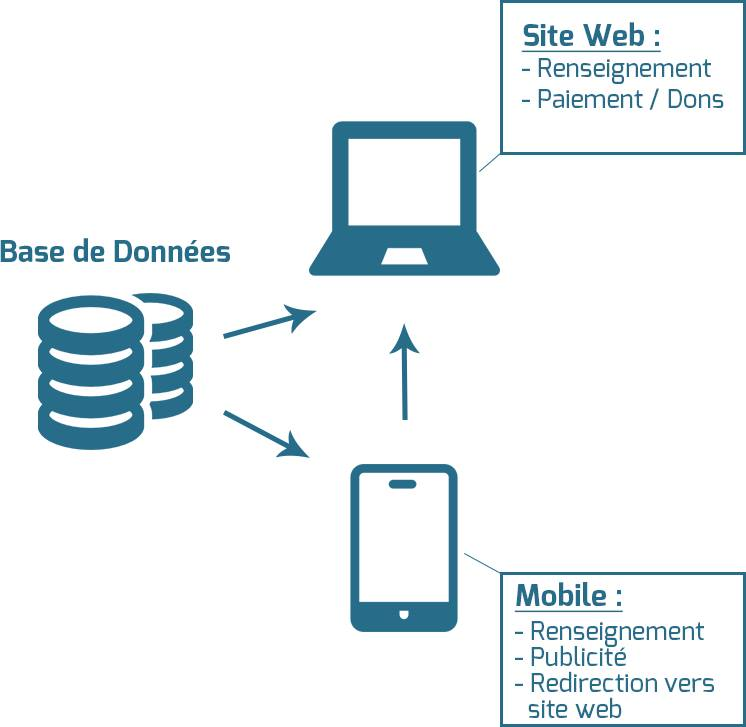 Site Web :
- Renseignement
- Paiement / Dons
Base de Données
Mobile :
- Renseignement
- Publicité
- Redirection vers
site web